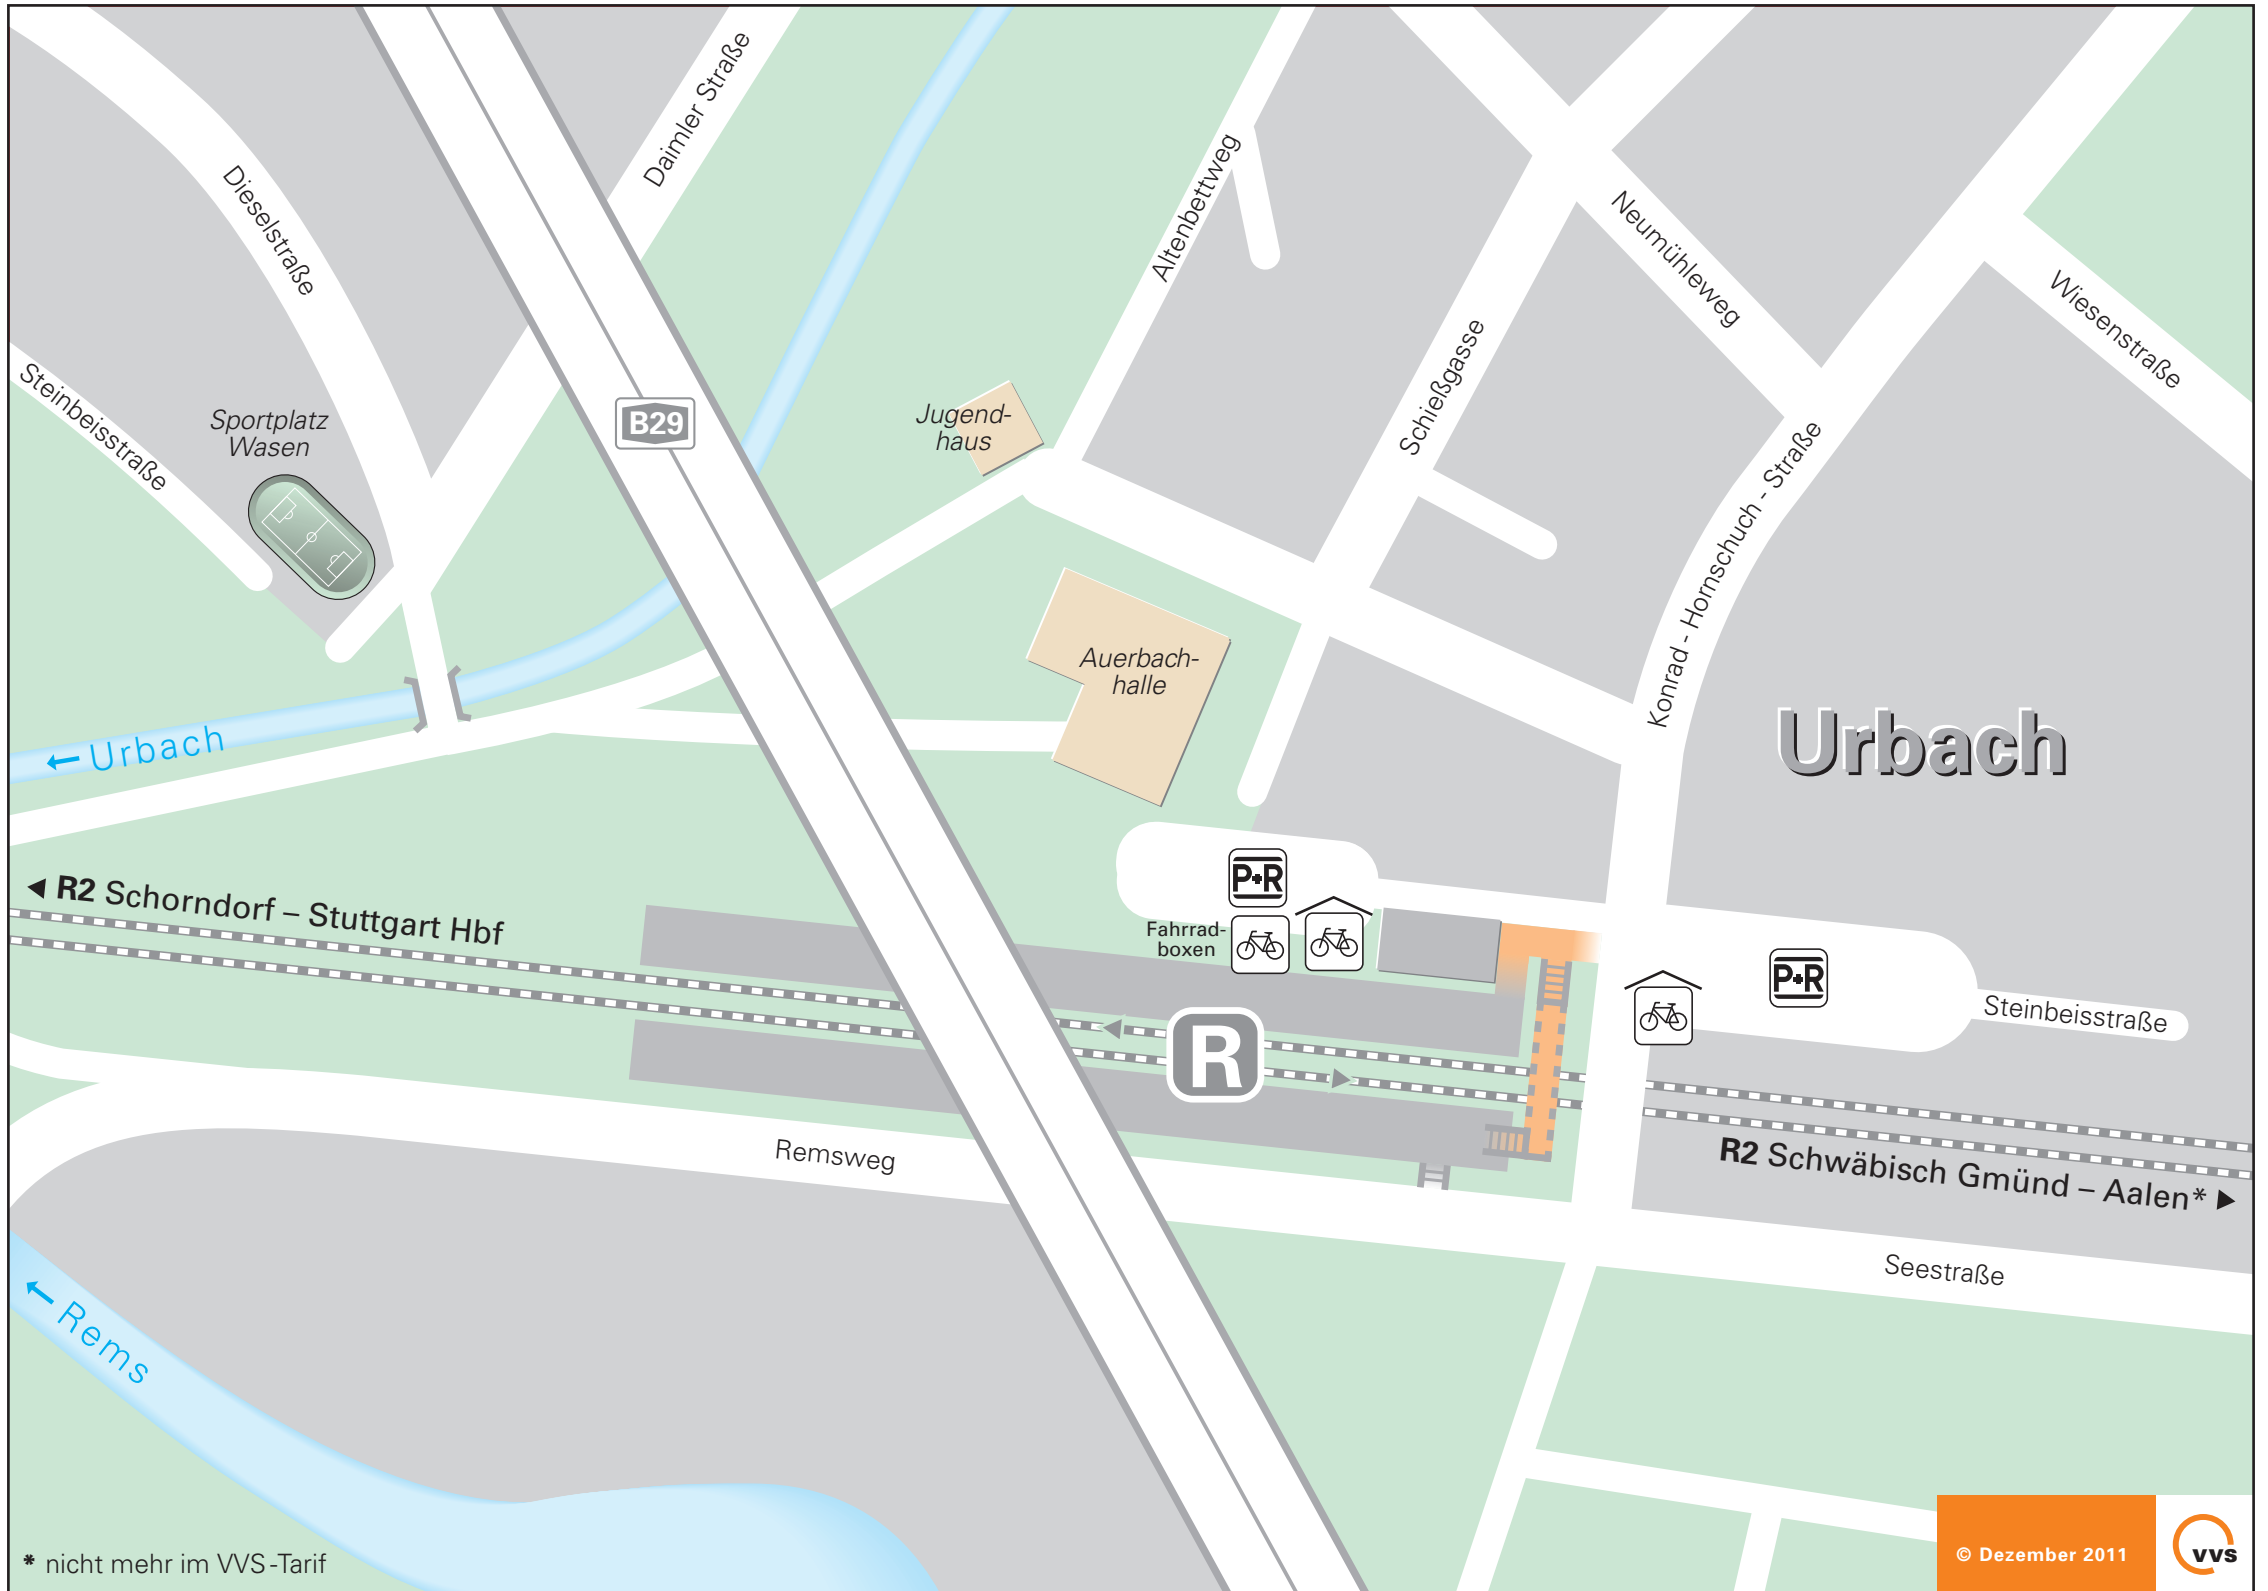 Daimler Straße
Dieselstraße
Altenbettweg
Neumühleweg
Wiesenstraße
Steinbeisstraße
Sportplatz
Wasen
B29
Jugend-
haus
Schießgasse
Konrad - Hornschuch - Straße
Auerbach-
halle
Urbach
← Urbach
◄ R2 Schorndorf – Stuttgart Hbf
P+R
Fahrrad-
boxen
P+R
Steinbeisstraße
R
Remsweg
R2 Schwäbisch Gmünd – Aalen* ►
Seestraße
← Rems
* nicht mehr im VVS-Tarif
© Dezember 2011
vvs